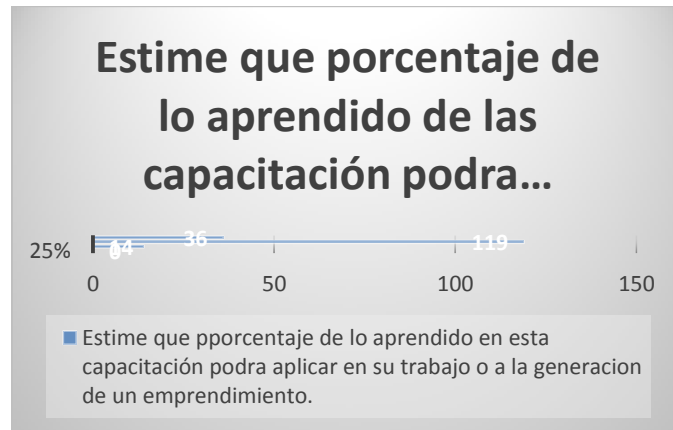 Estime que porcentaje de
lo aprendido de las
capacitación podra...
36
119
14
25%
0
50
100
150
Estime que pporcentaje de lo aprendido en esta
capacitación podra aplicar en su trabajo o a la generacion
de un emprendimiento.